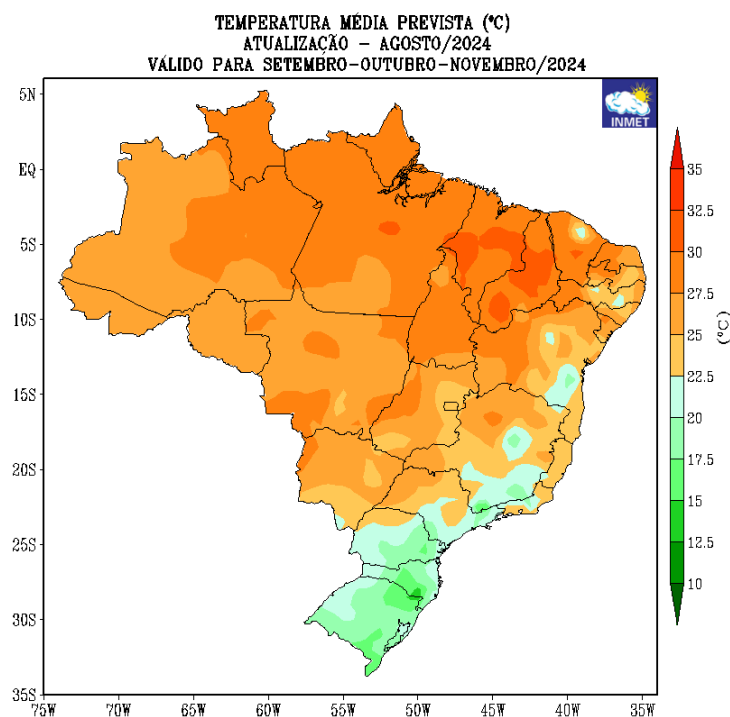 TEMPERATURA MÉDIA PREVISTA (°C)
ATUALIZAÇÃO - AGOSTO/2024
VÁLIDO PARA SETEMBRO-OUTUBRO-NOVEMBRO/2024
INMET
5N
EQ
5S
10S
15S
20S
25S
30S
35S
75W
70W
65W
60W
55W
50W
45W
40W
35W
35
32.5
30
27.5
25
22.5
20
17.5
15
12.5
10
(°C)